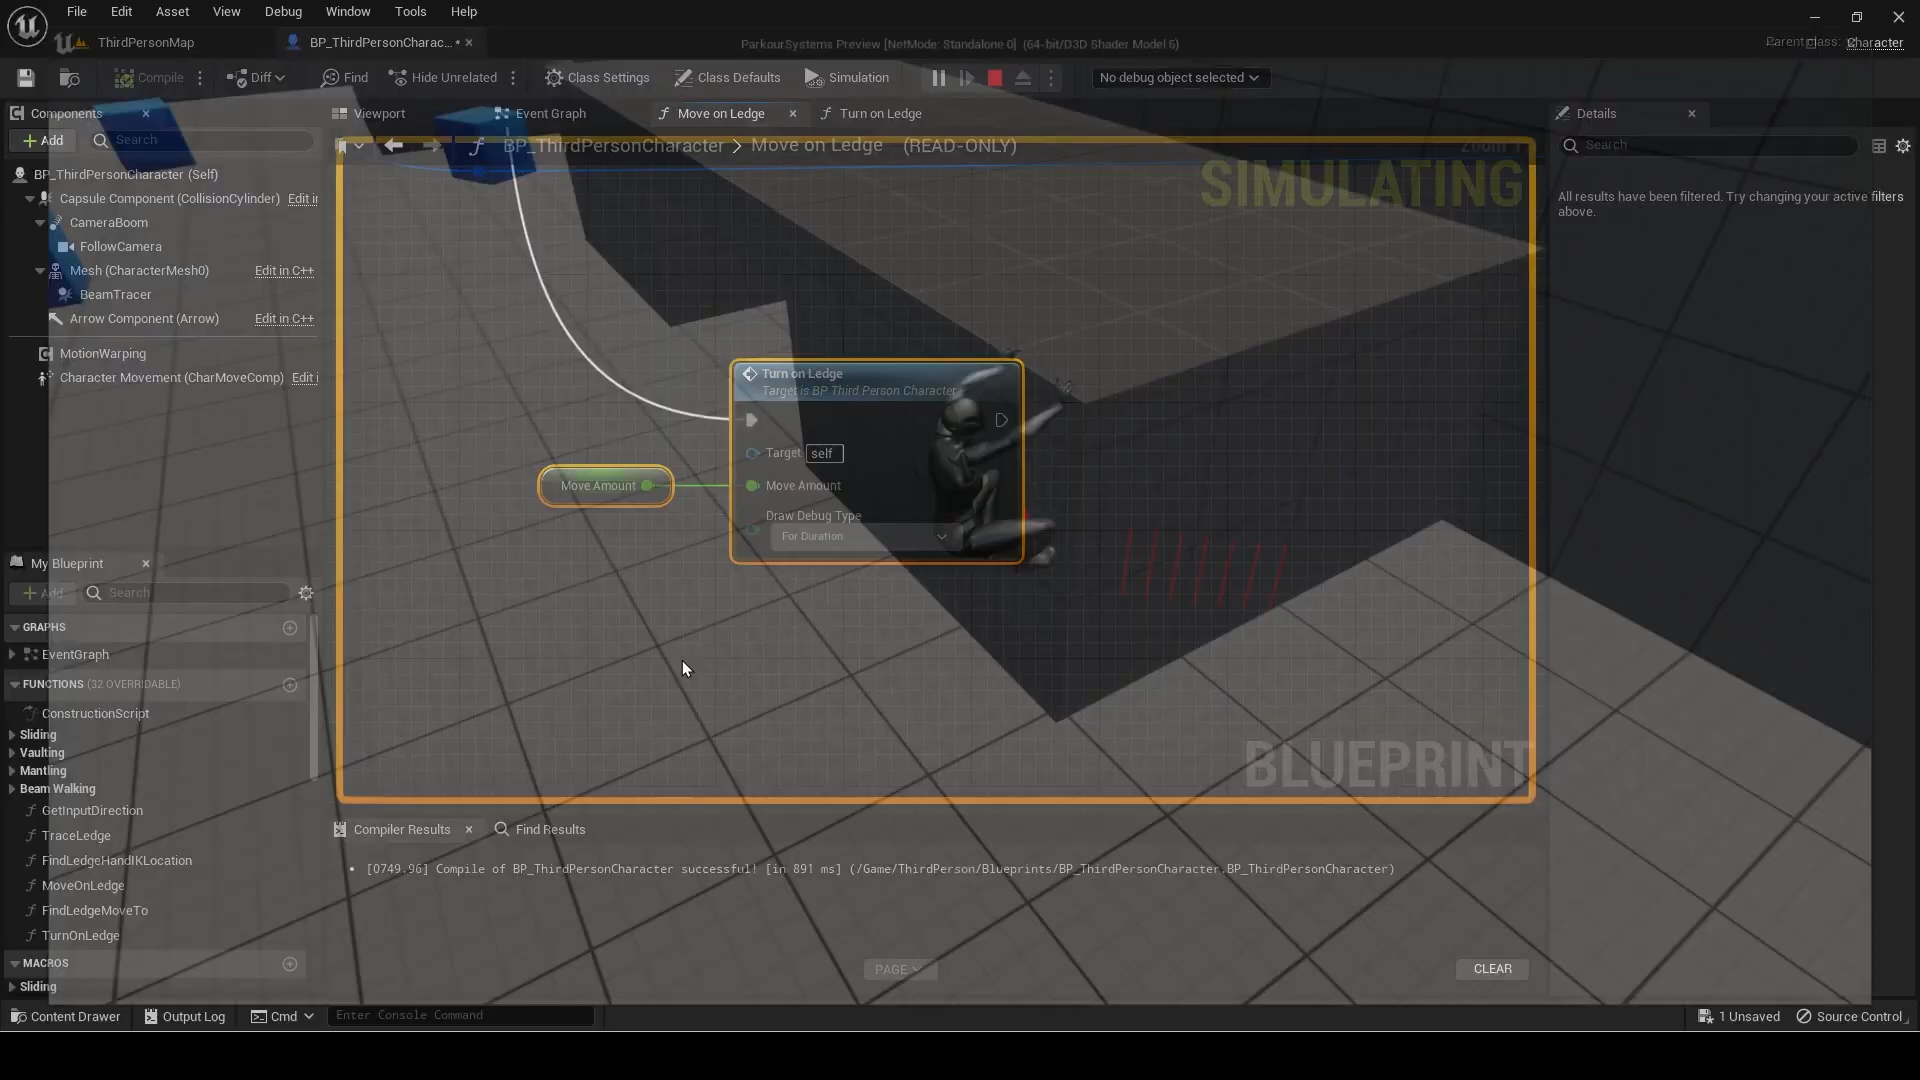 File Edit Asset View Debug Window Tools Help
ThirdPersonMap
BP_ThirdPersonCharac... *
ParkourSystems Preview [NetMode: Standalone 0] (64-bit/D3D Shader Model 6)
Parent class: Character
Compile
Diff
Find
Hide Unrelated
Class Settings
Class Defaults
Simulation
No debug object selected
Components
Add
Search
BP_ThirdPersonCharacter (Self)
Capsule Component (CollisionCylinder) Edit i
CameraBoom
FollowCamera
Mesh (CharacterMesh0) Edit in C++
BeamTracer
Arrow Component (Arrow) Edit in C++
MotionWarping
Character Movement (CharMoveComp) Edit i
My Blueprint
Add
Search
GRAPHS
EventGraph
FUNCTIONS (32 OVERRIDABLE)
ConstructionScript
Sliding
Vaulting
Mantling
Beam Walking
GetInputDirection
TraceLedge
FindLedgeHandIKLocation
MoveOnLedge
FindLedgeMoveTo
TurnOnLedge
MACROS
Sliding
Viewport
Event Graph
Move on Ledge
Turn on Ledge
BP_ThirdPersonCharacter > Move on Ledge (READ-ONLY)
Zoom 1
SIMULATING
Turn on Ledge
Target is BP Third Person Character
Target self
Move Amount
Move Amount
Draw Debug Type
For Duration
BLUEPRINT
Compiler Results
Find Results
• [0749.96] Compile of BP_ThirdPersonCharacter successful! [in 891 ms] (/Game/ThirdPerson/Blueprints/BP_ThirdPersonCharacter.BP_ThirdPersonCharacter)
PAGE
CLEAR
Details
Search
All results have been filtered. Try changing your active filters
above.
Content Drawer
Output Log
Cmd
Enter Console Command
1 Unsaved
Source Control